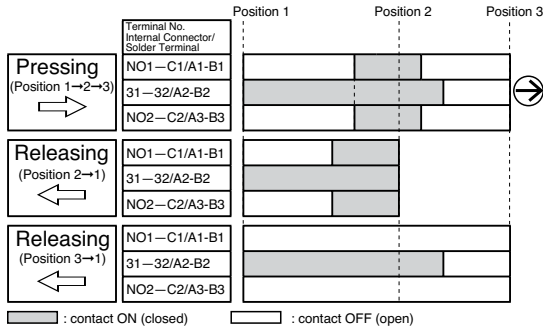 Position 1
Position 2
Position 3
Terminal No.
Internal Connector/
Solder Terminal
Pressing
(Position 1→2→3)
NO1—C1/A1-B1
31—32/A2-B2
NO2—C2/A3-B3
Releasing
(Position 2→1)
NO1—C1/A1-B1
31—32/A2-B2
NO2—C2/A3-B3
Releasing
(Position 3→1)
NO1—C1/A1-B1
31—32/A2-B2
NO2—C2/A3-B3
: contact ON (closed)
: contact OFF (open)